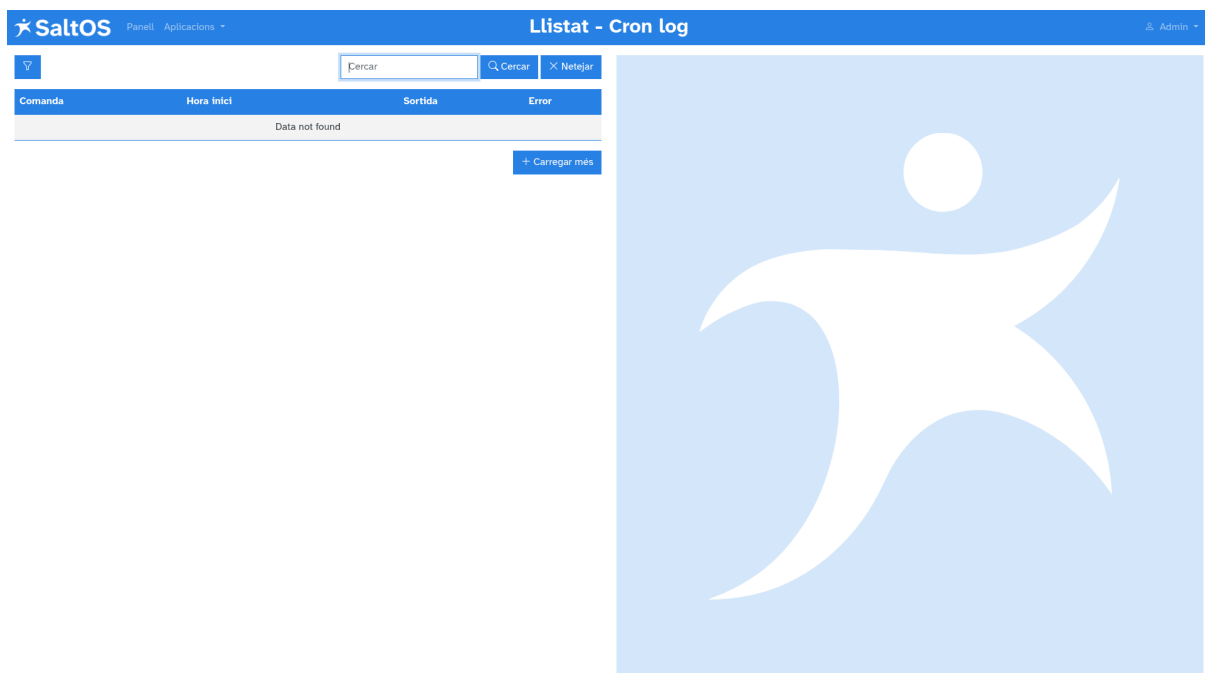 SaltOS Panell Aplicacions Llistat - Cron log Admin
Cercar Cercar Netejar
Comanda Hora inici Sortida Error
Data not found
Carregar més